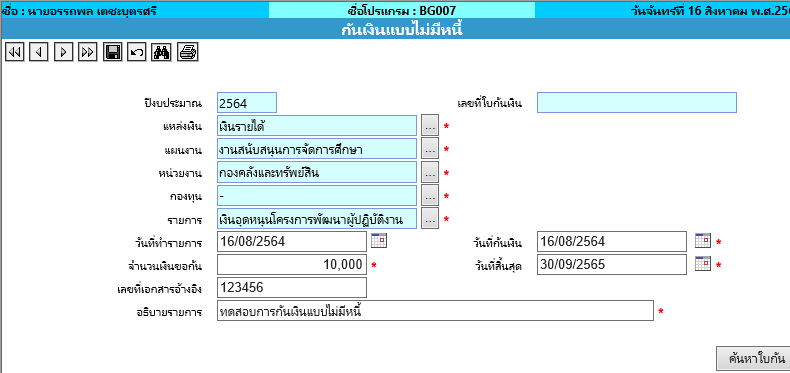 ชื่อ : นายอรรถพล เตชะบุตรศรี ชื่อโปรแกรม : BG007 วันจันทร์ที่ 16 สิงหาคม พ.ศ.256
กันเงินแบบไม่มีหนี้
ปีงบประมาณ 2564 เลขที่ใบกันเงิน
แหล่งเงิน เงินรายได้ ... *
แผนงาน งานสนับสนุนการจัดการศึกษา ... *
หน่วยงาน กองคลังและทรัพย์สิน ... *
กองทุน - ... *
รายการ เงินอุดหนุนโครงการพัฒนาผู้ปฏิบัติงาน ... *
วันที่ทำรายการ 16/08/2564 วันที่กันเงิน 16/08/2564 *
จำนวนเงินขอกัน 10,000 * วันที่สิ้นสุด 30/09/2565 *
เลขที่เอกสารอ้างอิง 123456
อธิบายรายการ ทดสอบการกันเงินแบบไม่มีหนี้ *
ค้นหาใบกัน